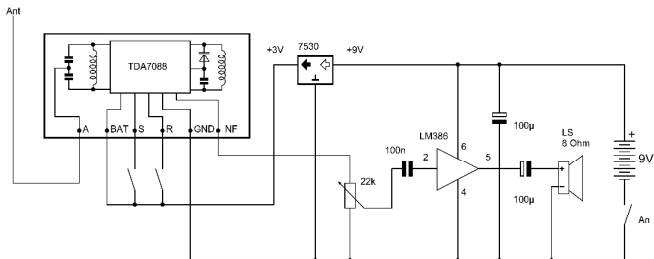 Ant
TDA7088
A BAT S R GND NF
+3V
7530
+9V
22k
100n
LM386
2
6
5
4
100µ
100µ
LS
8 Ohm
+
-
+
9V
An